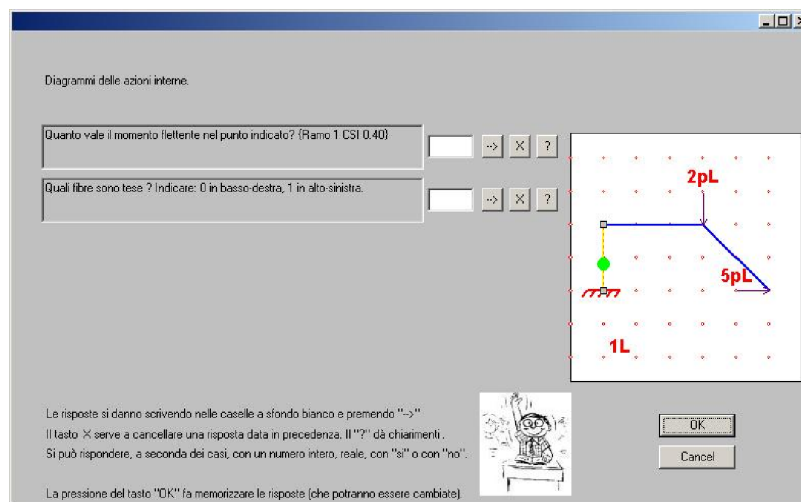 Diagrammi delle azioni interne.
Quanto vale il momento flettente nel punto indicato? {Ramo 1 CSI 0.40}
-->
X
?
Quali fibre sono tese ? Indicare: 0 in basso-destra, 1 in alto-sinistra.
-->
X
?
2pL
5pL
1L
Le risposte si danno scrivendo nelle caselle a sfondo bianco e premendo "-->"
Il tasto X serve a cancellare una risposta data in precedenza. Il "?" dà chiarimenti .
Si può rispondere, a seconda dei casi, con un numero intero, reale, con "si" o con "no".
La pressione del tasto "OK" fa memorizzare le risposte (che potranno essere cambiate).
OK
Cancel